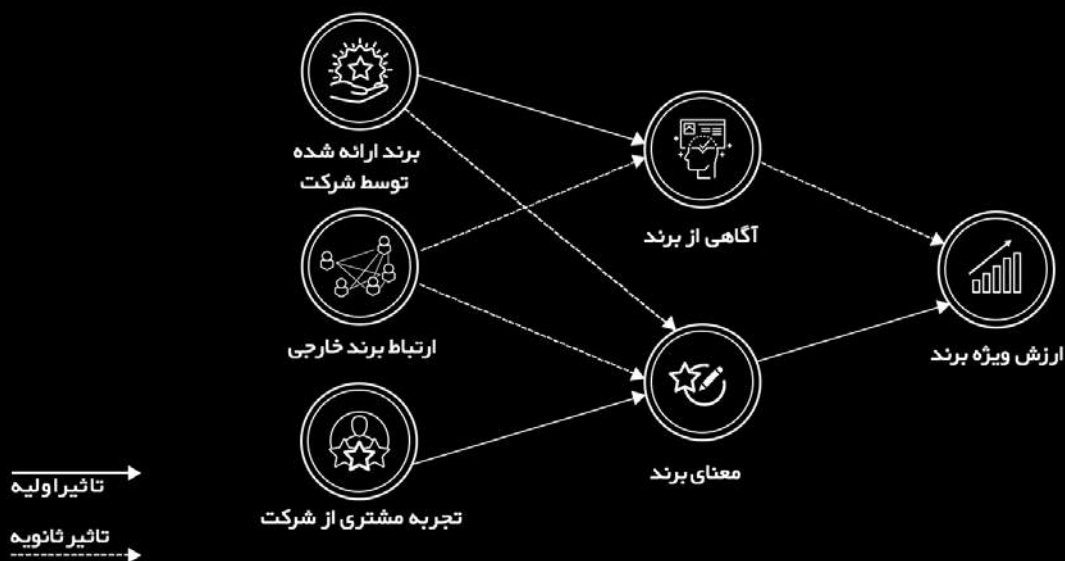 برند ارائه شده
توسط شرکت
آگاهی از برند
ارتباط برند خارجی
ارزش ویژه برند
معنای برند
تجربه مشتری از شرکت
تاثیراولیه
تاثیر ثانویه